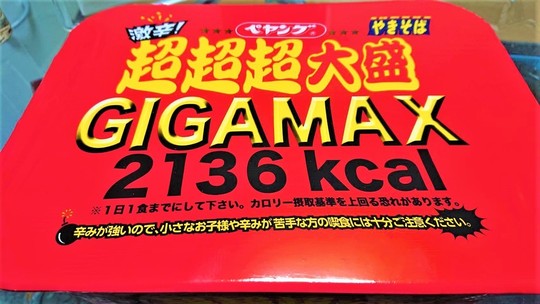 激辛! ペヤング やきそば
超超超大盛
GIGAMAX
2136 kcal
※1日1食までにして下さい。カロリー摂取基準を上回る恐れがあります。
辛みが強いので、小さなお子様や辛みが苦手な方の喫食には十分ご注意ください。